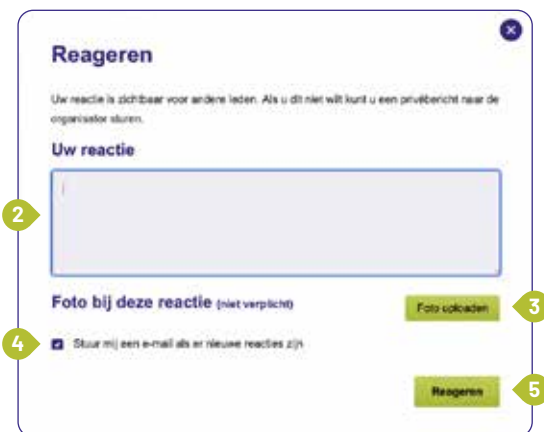 Reageren
Uw reactie is zichtbaar voor andere leden. Als u dit niet wilt kunt u een privébericht naar de
organisator sturen.
Uw reactie
2
Foto bij deze reactie (niet verplicht)
Foto uploaden
3
4
Stuur mij een e-mail als er nieuwe reacties zijn
Reageren
5